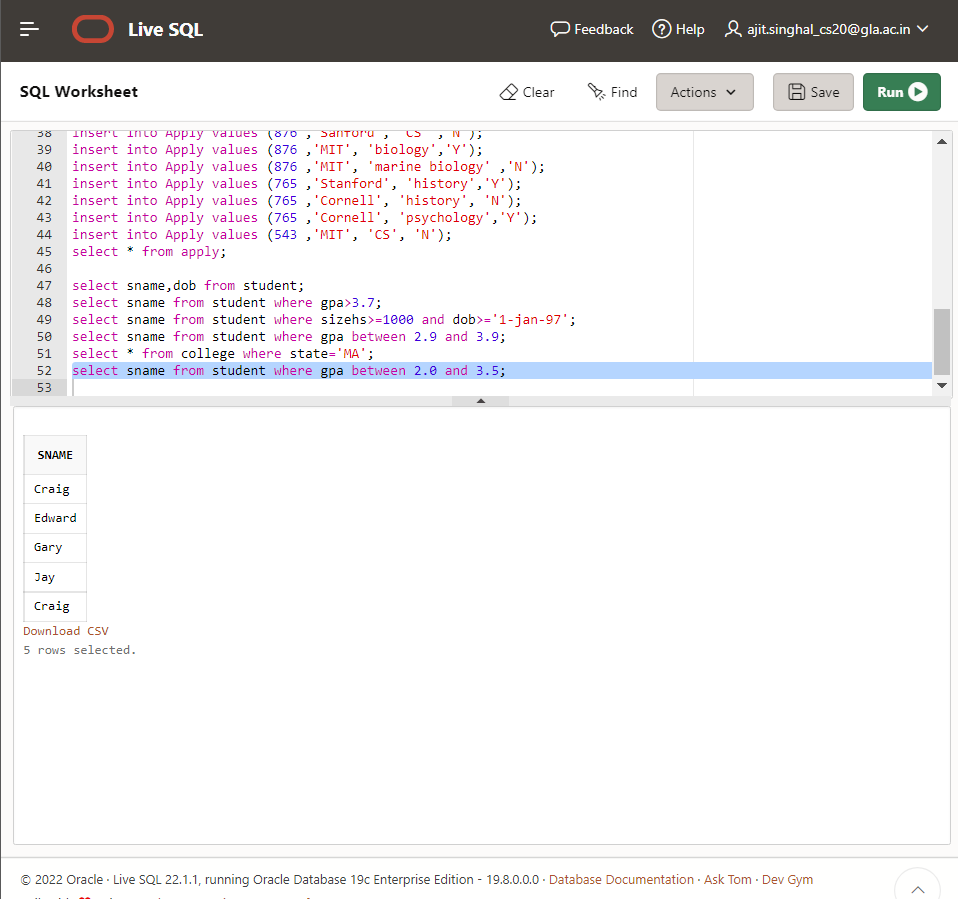 Live SQL
Feedback
Help
ajit.singhal_cs20@gla.ac.in
SQL Worksheet
Clear
Find
Actions
Save
Run
38 insert into Apply values (876 , 'Sanford', 'CS' ,'N');
39 insert into Apply values (876 ,'MIT', 'biology','Y');
40 insert into Apply values (876 ,'MIT', 'marine biology' ,'N');
41 insert into Apply values (765 ,'Stanford', 'history','Y');
42 insert into Apply values (765 ,'Cornell', 'history', 'N');
43 insert into Apply values (765 ,'Cornell', 'psychology','Y');
44 insert into Apply values (543 ,'MIT', 'CS', 'N');
45 select * from apply;
46
47 select sname,dob from student;
48 select sname from student where gpa>3.7;
49 select sname from student where sizehs>=1000 and dob>='1-jan-97';
50 select sname from student where gpa between 2.9 and 3.9;
51 select * from college where state='MA';
52 select sname from student where gpa between 2.0 and 3.5;
53
SNAME
Craig
Edward
Gary
Jay
Craig
Download CSV
5 rows selected.
© 2022 Oracle · Live SQL 22.1.1, running Oracle Database 19c Enterprise Edition - 19.8.0.0.0 · Database Documentation · Ask Tom · Dev Gym